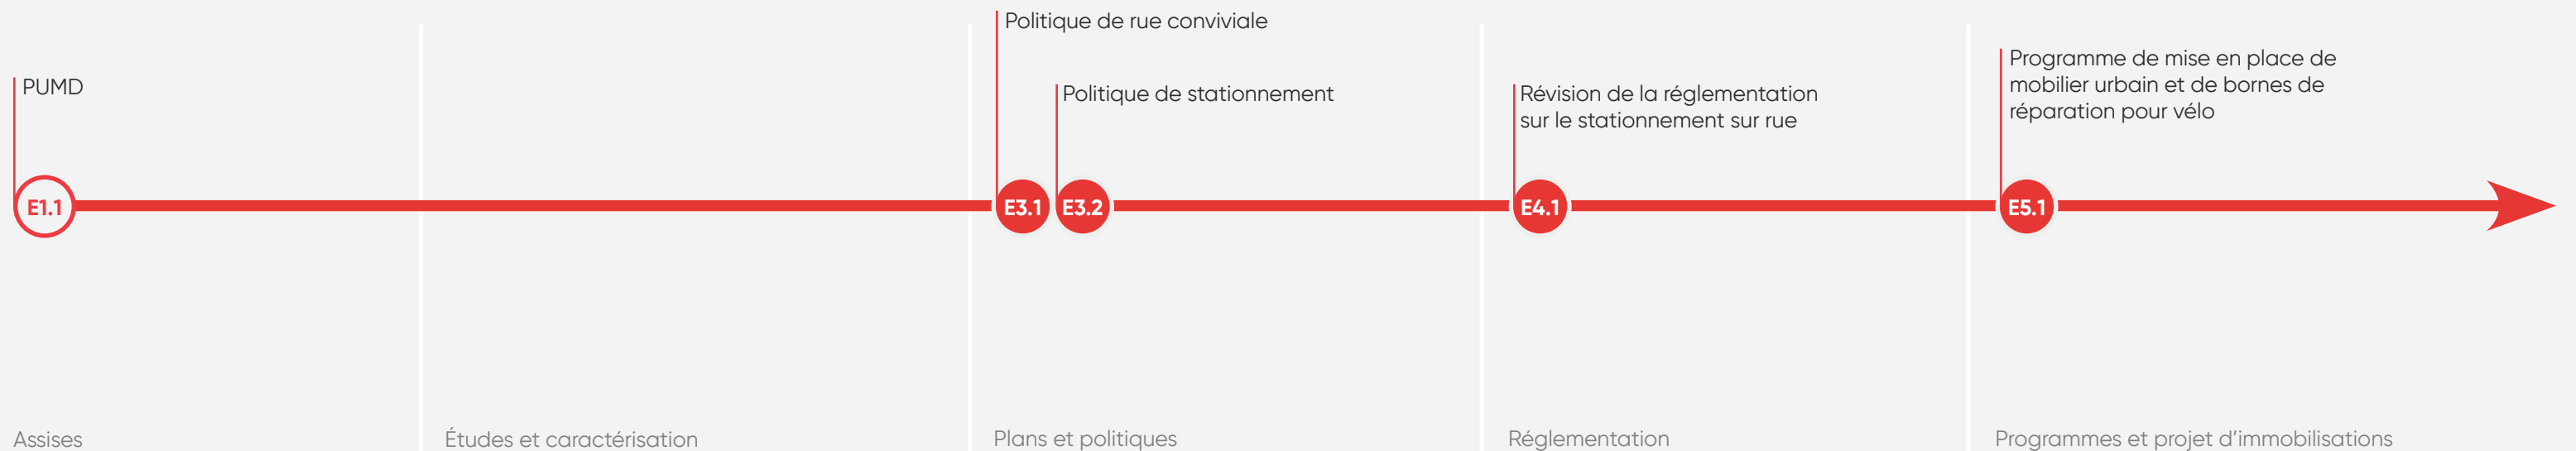 PUMD
Politique de rue conviviale
Politique de stationnement
Révision de la réglementation
sur le stationnement sur rue
Programme de mise en place de
mobilier urbain et de bornes de
réparation pour vélo
E1.1
E3.1
E3.2
E4.1
E5.1
Assises
Études et caractérisation
Plans et politiques
Réglementation
Programmes et projet d’immobilisations